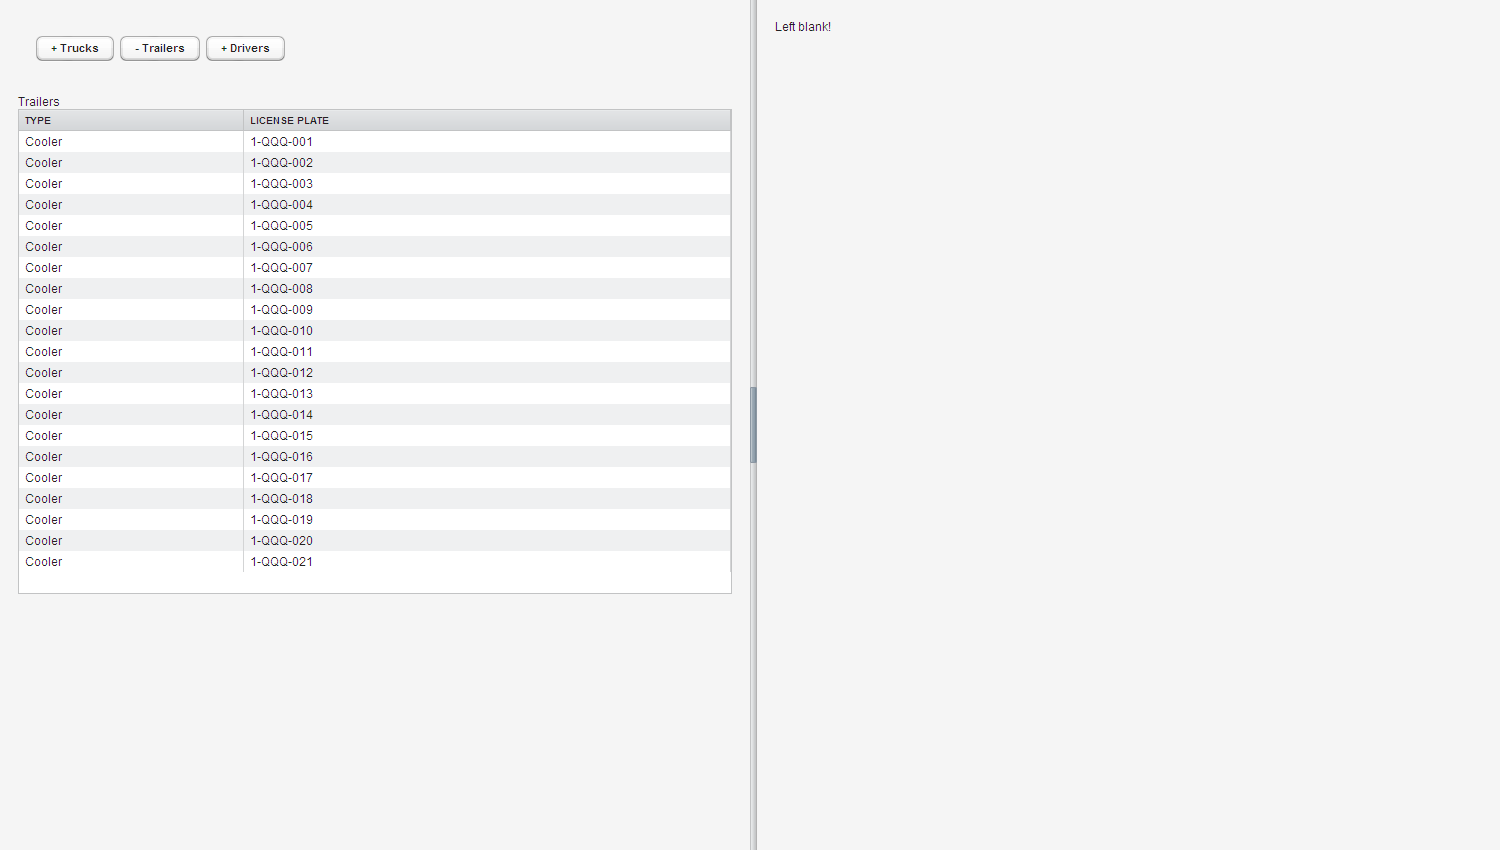 + Trucks - Trailers + Drivers
Left blank!
Trailers
TYPE LICENSE PLATE
Cooler 1-QQQ-001
Cooler 1-QQQ-002
Cooler 1-QQQ-003
Cooler 1-QQQ-004
Cooler 1-QQQ-005
Cooler 1-QQQ-006
Cooler 1-QQQ-007
Cooler 1-QQQ-008
Cooler 1-QQQ-009
Cooler 1-QQQ-010
Cooler 1-QQQ-011
Cooler 1-QQQ-012
Cooler 1-QQQ-013
Cooler 1-QQQ-014
Cooler 1-QQQ-015
Cooler 1-QQQ-016
Cooler 1-QQQ-017
Cooler 1-QQQ-018
Cooler 1-QQQ-019
Cooler 1-QQQ-020
Cooler 1-QQQ-021